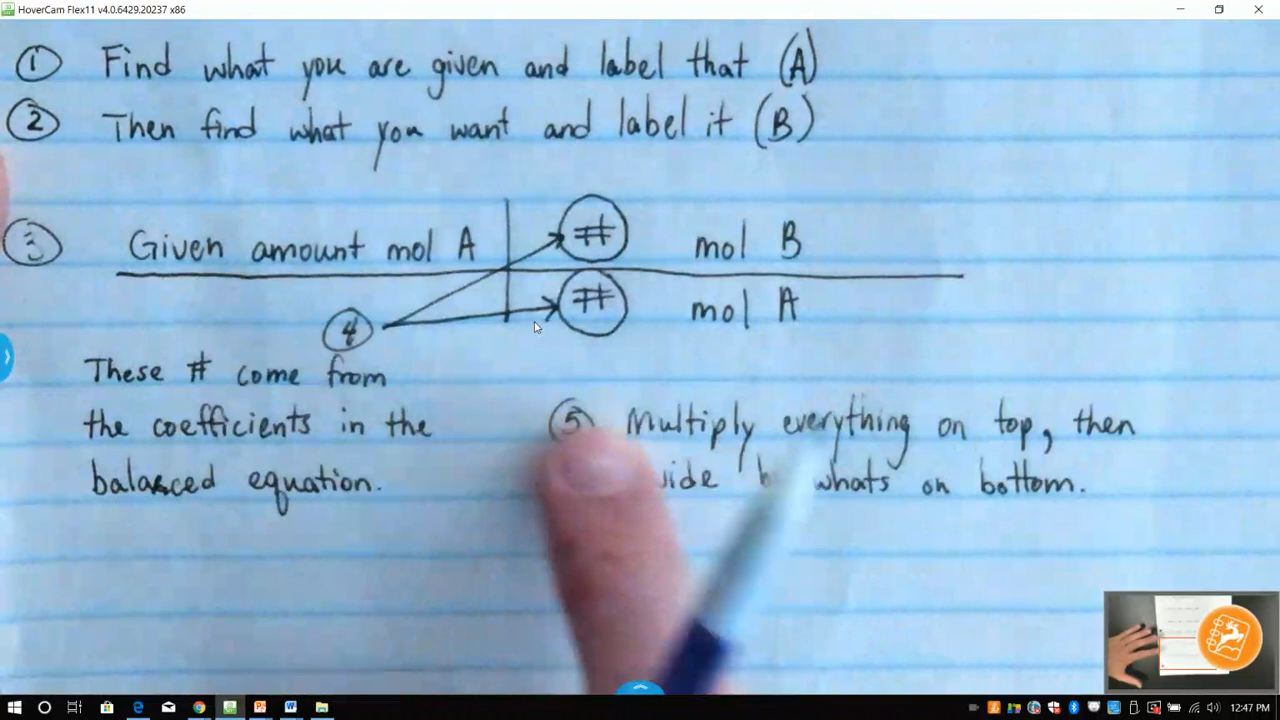 HoverCam Flex11 v4.0.6429.20237 x86
① Find what you are given and label that (A)
② Then find what you want and label it (B)
③ Given amount mol A # mol B
# mol A
④
These # come from
the coefficients in the
balanced equation.
⑤ Multiply everything on top, then
whats on bottom.
12:47 PM